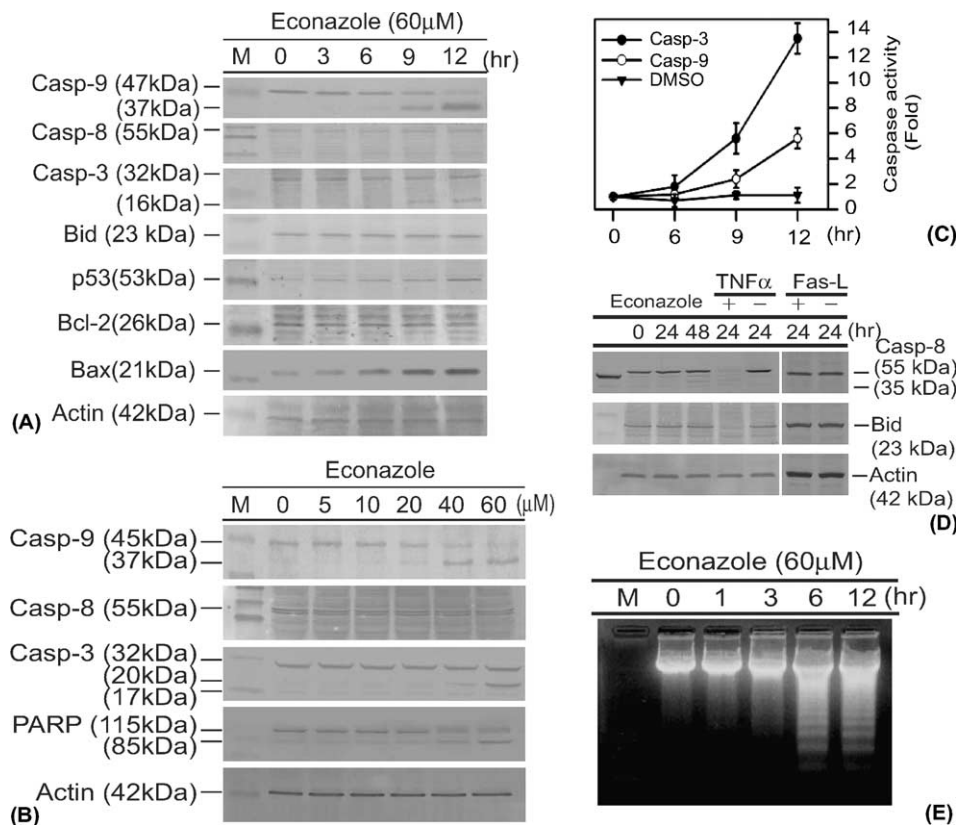 Econazole (60μM)
M 0 3 6 9 12 (hr)
Casp-9 (47kDa)
(37kDa)
Casp-8 (55kDa)
Casp-3 (32kDa)
(16kDa)
Bid (23 kDa)
p53(53kDa)
Bcl-2(26kDa)
Bax(21kDa)
Actin (42kDa)
(A)
Econazole
M 0 5 10 20 40 60 (μM)
Casp-9 (45kDa)
(37kDa)
Casp-8 (55kDa)
Casp-3 (32kDa)
(20kDa)
(17kDa)
PARP (115kDa)
(85kDa)
Actin (42kDa)
(B)
Casp-3
Casp-9
DMSO
14
12
10
8
6
4
2
0
Caspase activity
(Fold)
0 6 9 12 (hr)
(C)
TNFα Fas-L
Econazole + − + −
0 24 48 24 24 24 24 (hr)
Casp-8
(55 kDa)
(35 kDa)
Bid
(23 kDa)
Actin
(42 kDa)
(D)
Econazole (60μM)
M 0 1 3 6 12 (hr)
(E)